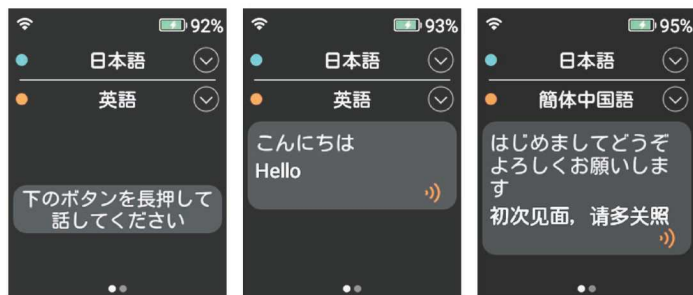 92%
日本語
英語
下のボタンを長押して
話してください
93%
日本語
英語
こんにちは
Hello
95%
日本語
簡体中国語
はじめましてどうぞ
よろしくお願いしま
す
初次见面，请多关照